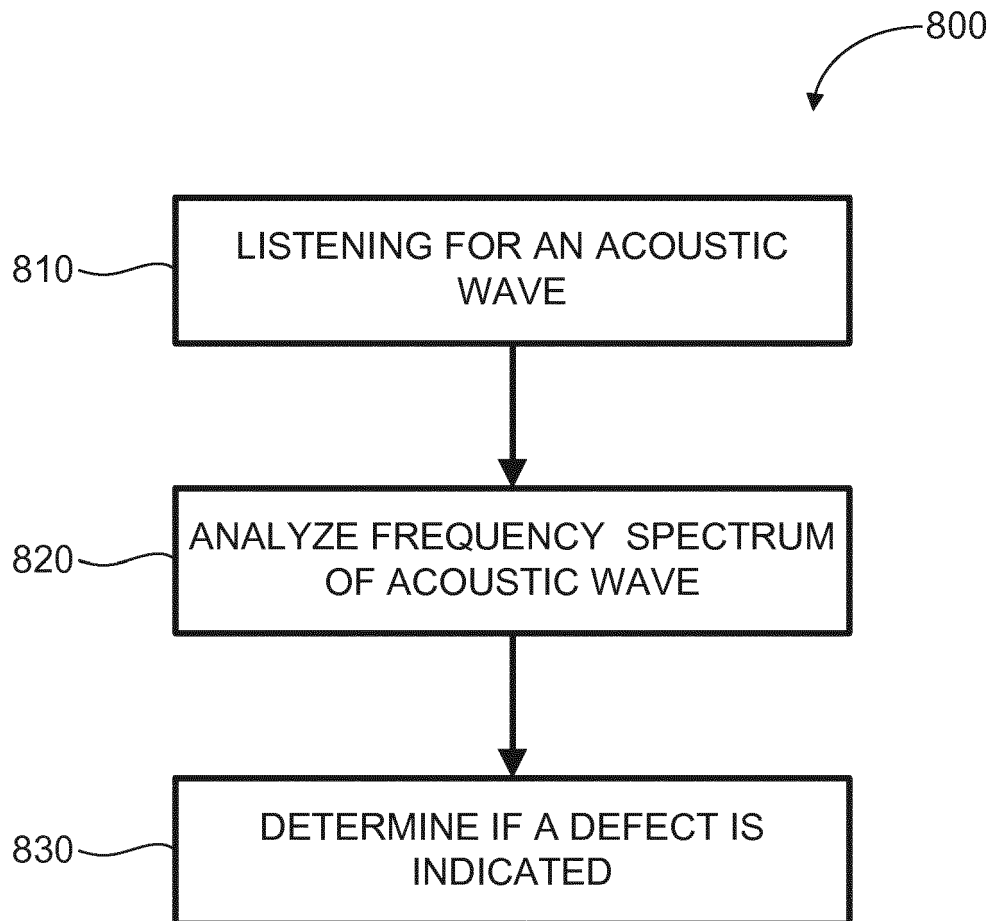 800
LISTENING FOR AN ACOUSTIC
WAVE
810
ANALYZE FREQUENCY SPECTRUM
OF ACOUSTIC WAVE
820
DETERMINE IF A DEFECT IS
INDICATED
830